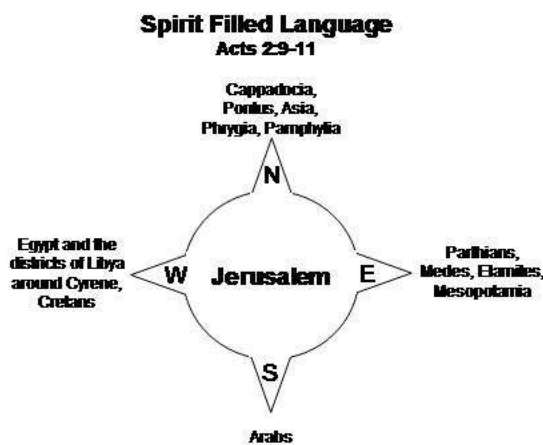 Spirit Filled Language
Acts 2:9-11
Cappadocia,
Pontus, Asia,
Phrygia, Pamphylia
N
Egypt and the
districts of Libya
around Cyrene,
Cretans
W
Jerusalem
E
Parthians,
Medes, Elamites,
Mesopotamia
S
Arabs